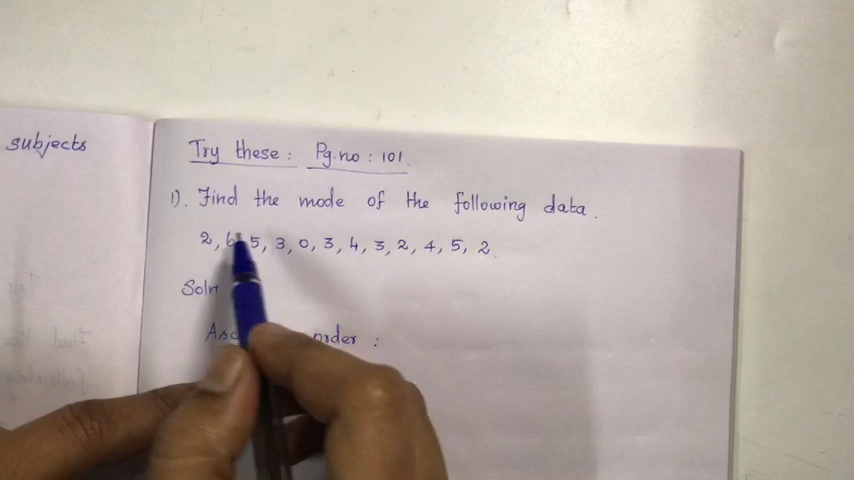 subjects
Try these : Pg.no : 101.
1). Find the mode of the following data.
2, 6, 5, 3, 0, 3, 4, 3, 2, 4, 5, 2.
Soln
order :